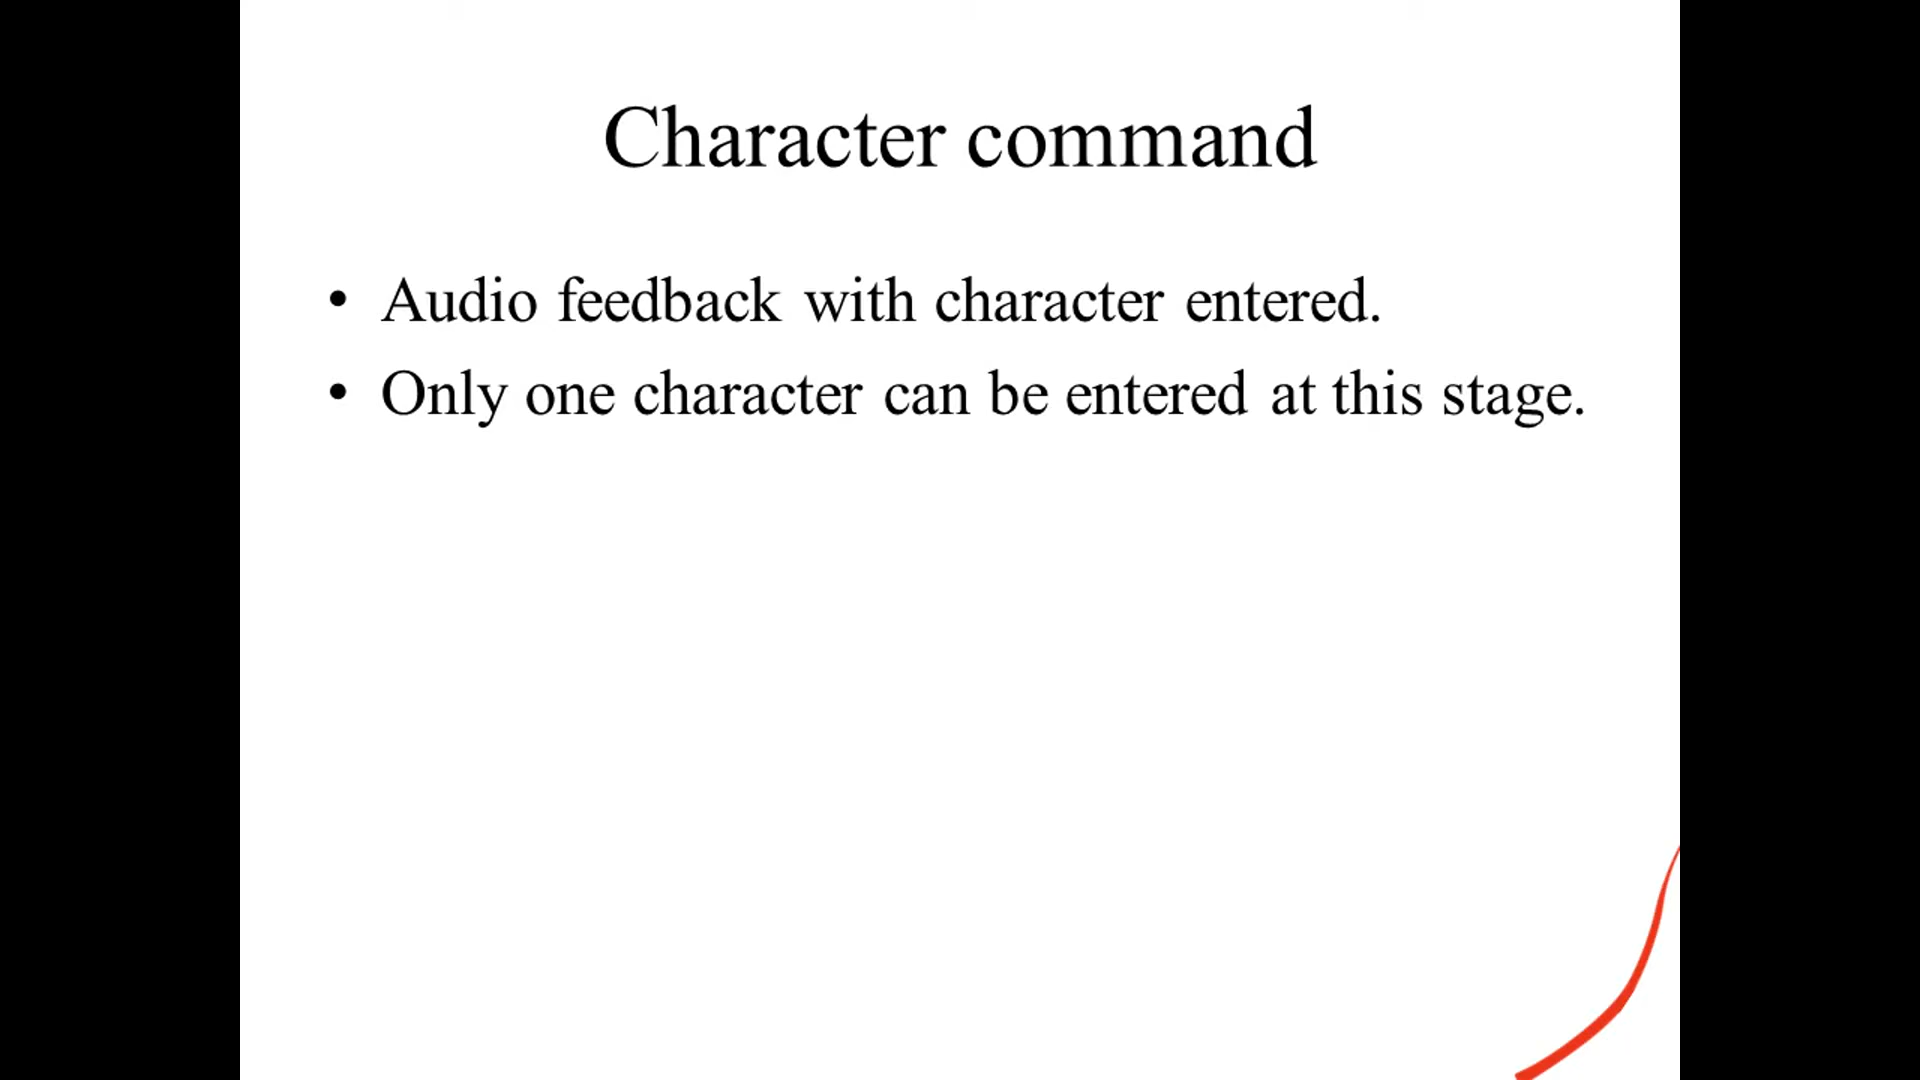 Character command
• Audio feedback with character entered.
• Only one character can be entered at this stage.